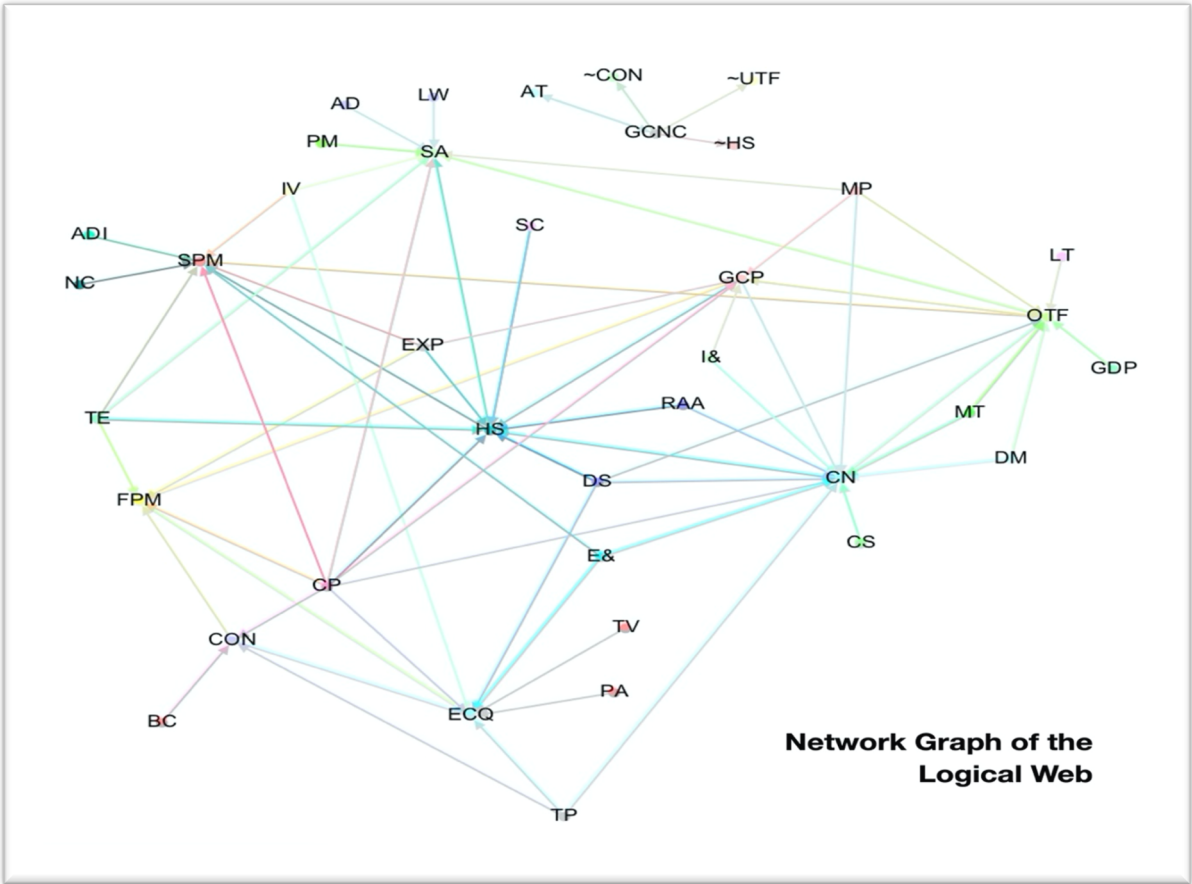 ~CON
~UTF
AT
LW
AD
GCNC
PM
~HS
SA
IV
MP
SC
ADI
LT
SPM
GCP
NC
OTF
EXP
I&
GDP
RAA
MT
TE
HS
DM
DS
CN
FPM
CS
E&
CP
TV
CON
PA
ECQ
BC
Network Graph of the
Logical Web
TP